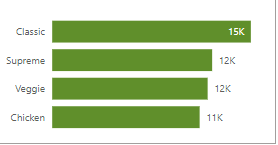 Classic 15K
Supreme 12K
Veggie 12K
Chicken 11K